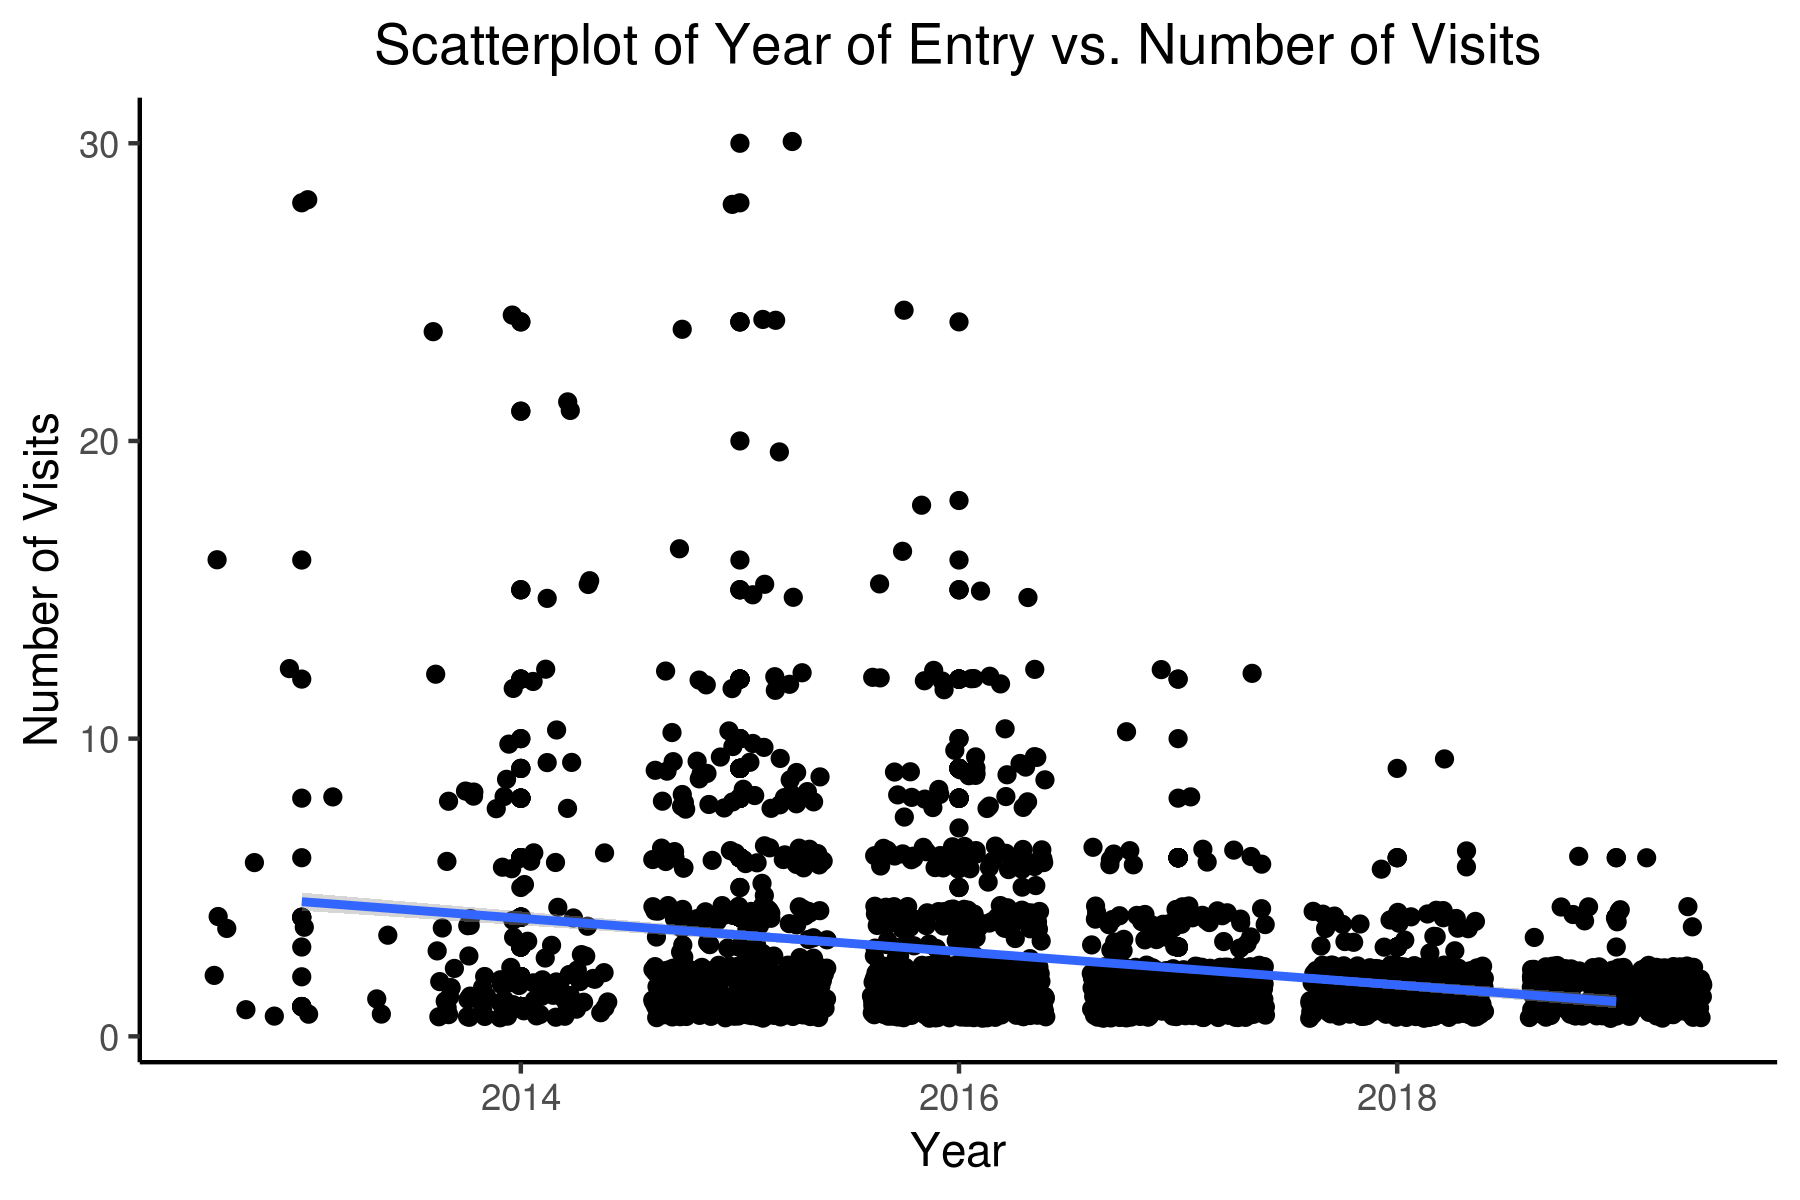 Scatterplot of Year of Entry vs. Number of Visits
30
20
10
0
Number of Visits
2014
2016
2018
Year